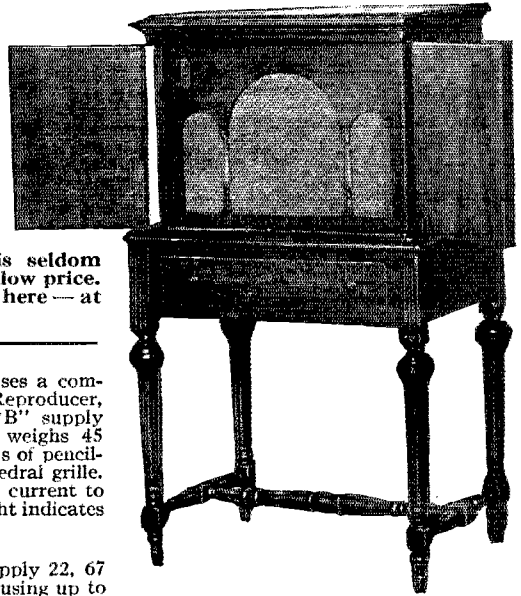 is seldom
low price.
here — at
ses a com-
Reproducer,
"B" supply
weighs 45
s of pencil-
edral grille.
current to
ht indicates
pply 22, 67
using up to